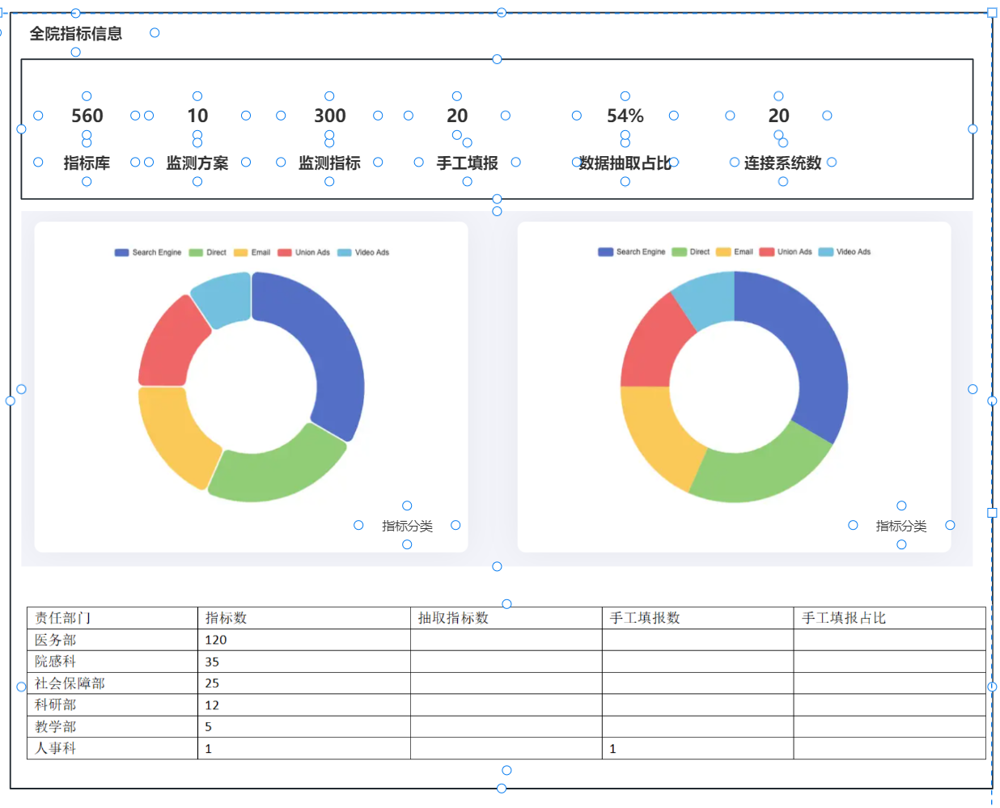 全院指标信息
560 10 300 20 54% 20
指标库 监测方案 监测指标 手工填报 数据抽取占比 连接系统数
Search Engine Direct Email Union Ads Video Ads
Search Engine Direct Email Union Ads Video Ads
指标分类 指标分类
责任部门 指标数 抽取指标数 手工填报数 手工填报占比
医务部 120
院感科 35
社会保障部 25
科研部 12
教学部 5
人事科 1 1